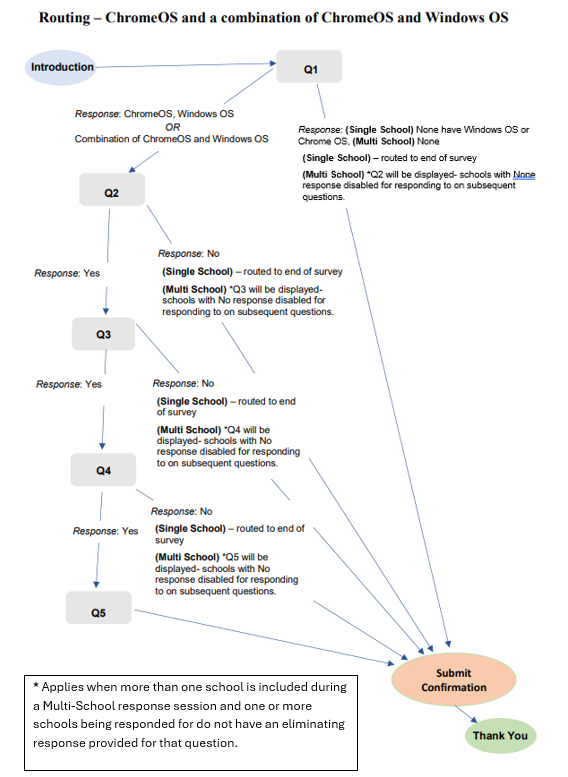 Routing – ChromeOS and a combination of ChromeOS and Windows OS
Introduction
Q1
Response: ChromeOS, Windows OS
OR
Combination of ChromeOS and Windows OS
Response: (Single School) None have Windows OS or
Chrome OS, (Multi School) None
(Single School) – routed to end of survey
(Multi School) *Q2 will be displayed- schools with None
response disabled for responding to on subsequent
questions.
Q2
Response: No
(Single School) – routed to end of survey
(Multi School) *Q3 will be displayed-
schools with No response disabled for
responding to on subsequent questions.
Response: Yes
Q3
Response: Yes
Response: No
(Single School) – routed to end
of survey
(Multi School) *Q4 will be
displayed- schools with No
response disabled for responding
to on subsequent questions.
Q4
Response: Yes
Response: No
(Single School) – routed to end of
survey
(Multi School) *Q5 will be
displayed- schools with No
response disabled for responding
to on subsequent questions.
Q5
Submit
Confirmation
Thank You
* Applies when more than one school is included during
a Multi-School response session and one or more
schools being responded for do not have an eliminating
response provided for that question.